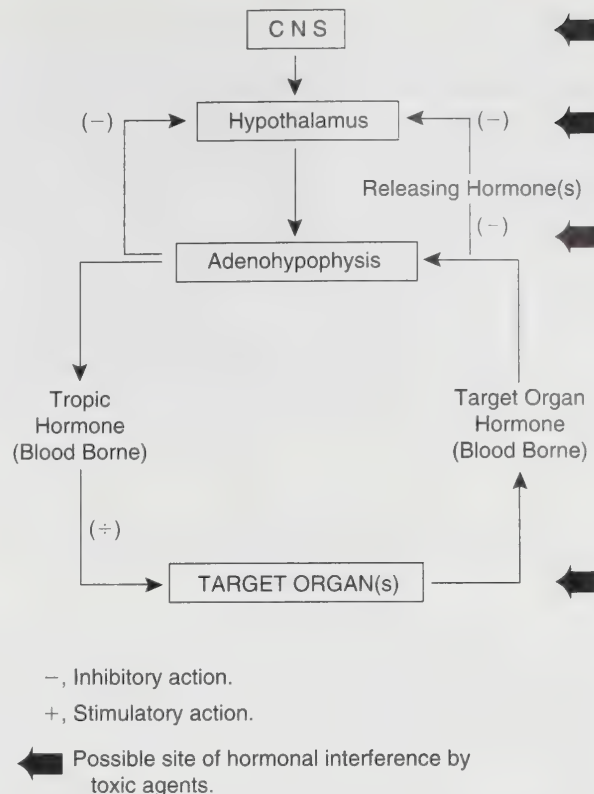 C N S
(−)
Hypothalamus
(−)
Releasing Hormone(s)
(−)
Adenohypophysis
Tropic
Hormone
(Blood Borne)
Target Organ
Hormone
(Blood Borne)
(÷)
TARGET ORGAN(s)
−, Inhibitory action.
+, Stimulatory action.
Possible site of hormonal interference by
toxic agents.